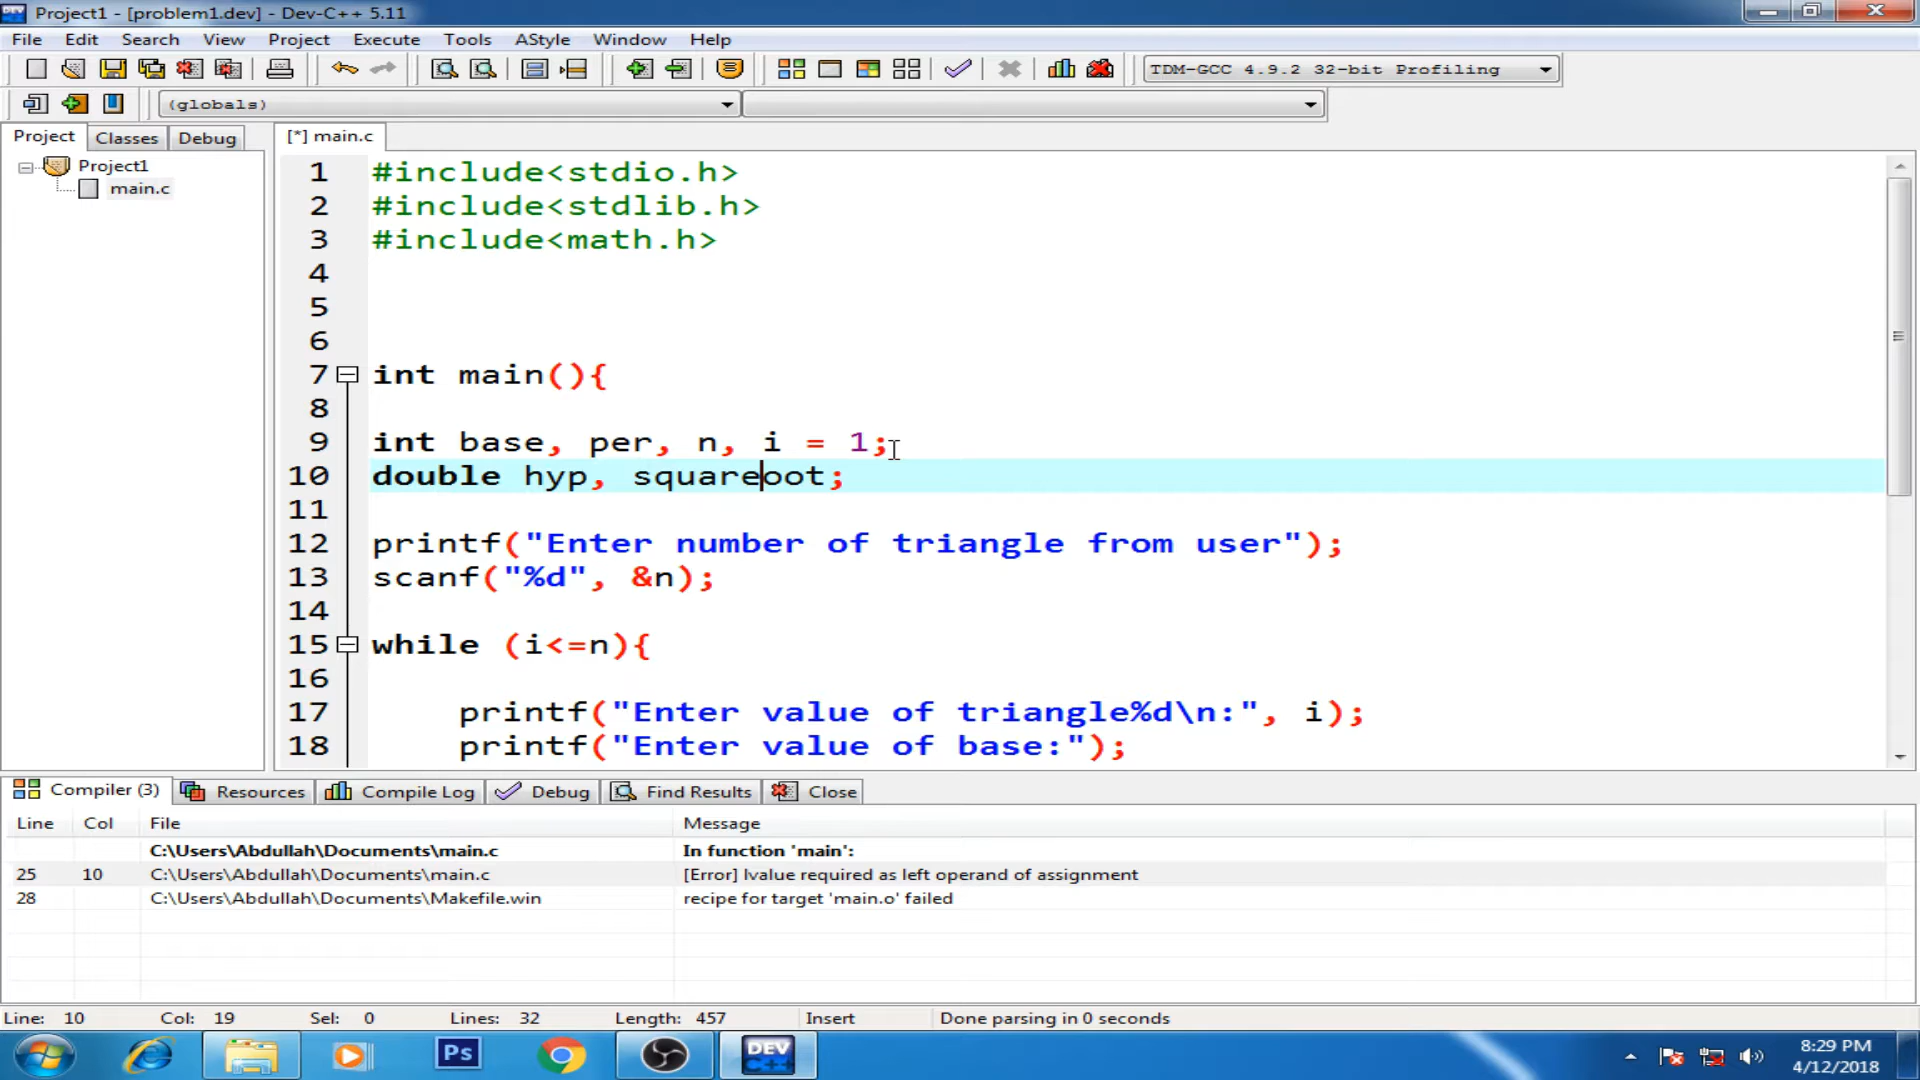 Project1 - [problem1.dev] - Dev-C++ 5.11
File Edit Search View Project Execute Tools AStyle Window Help
TDM-GCC 4.9.2 32-bit Profiling
(globals)
Project Classes Debug
[*] main.c
Project1
main.c
1 #include<stdio.h>
2 #include<stdlib.h>
3 #include<math.h>
4
5
6
7 int main(){
8
9 int base, per, n, i = 1;
10 double hyp, squareoot;
11
12 printf("Enter number of triangle from user");
13 scanf("%d", &n);
14
15 while (i<=n){
16
17 printf("Enter value of triangle%d\n:", i);
18 printf("Enter value of base:");
Compiler (3) Resources Compile Log Debug Find Results Close
Line Col File Message
C:\Users\Abdullah\Documents\main.c In function 'main':
25 10 C:\Users\Abdullah\Documents\main.c [Error] lvalue required as left operand of assignment
28 C:\Users\Abdullah\Documents\Makefile.win recipe for target 'main.o' failed
Line: 10 Col: 19 Sel: 0 Lines: 32 Length: 457 Insert Done parsing in 0 seconds
Ps
DEV C++
8:29 PM
4/12/2018